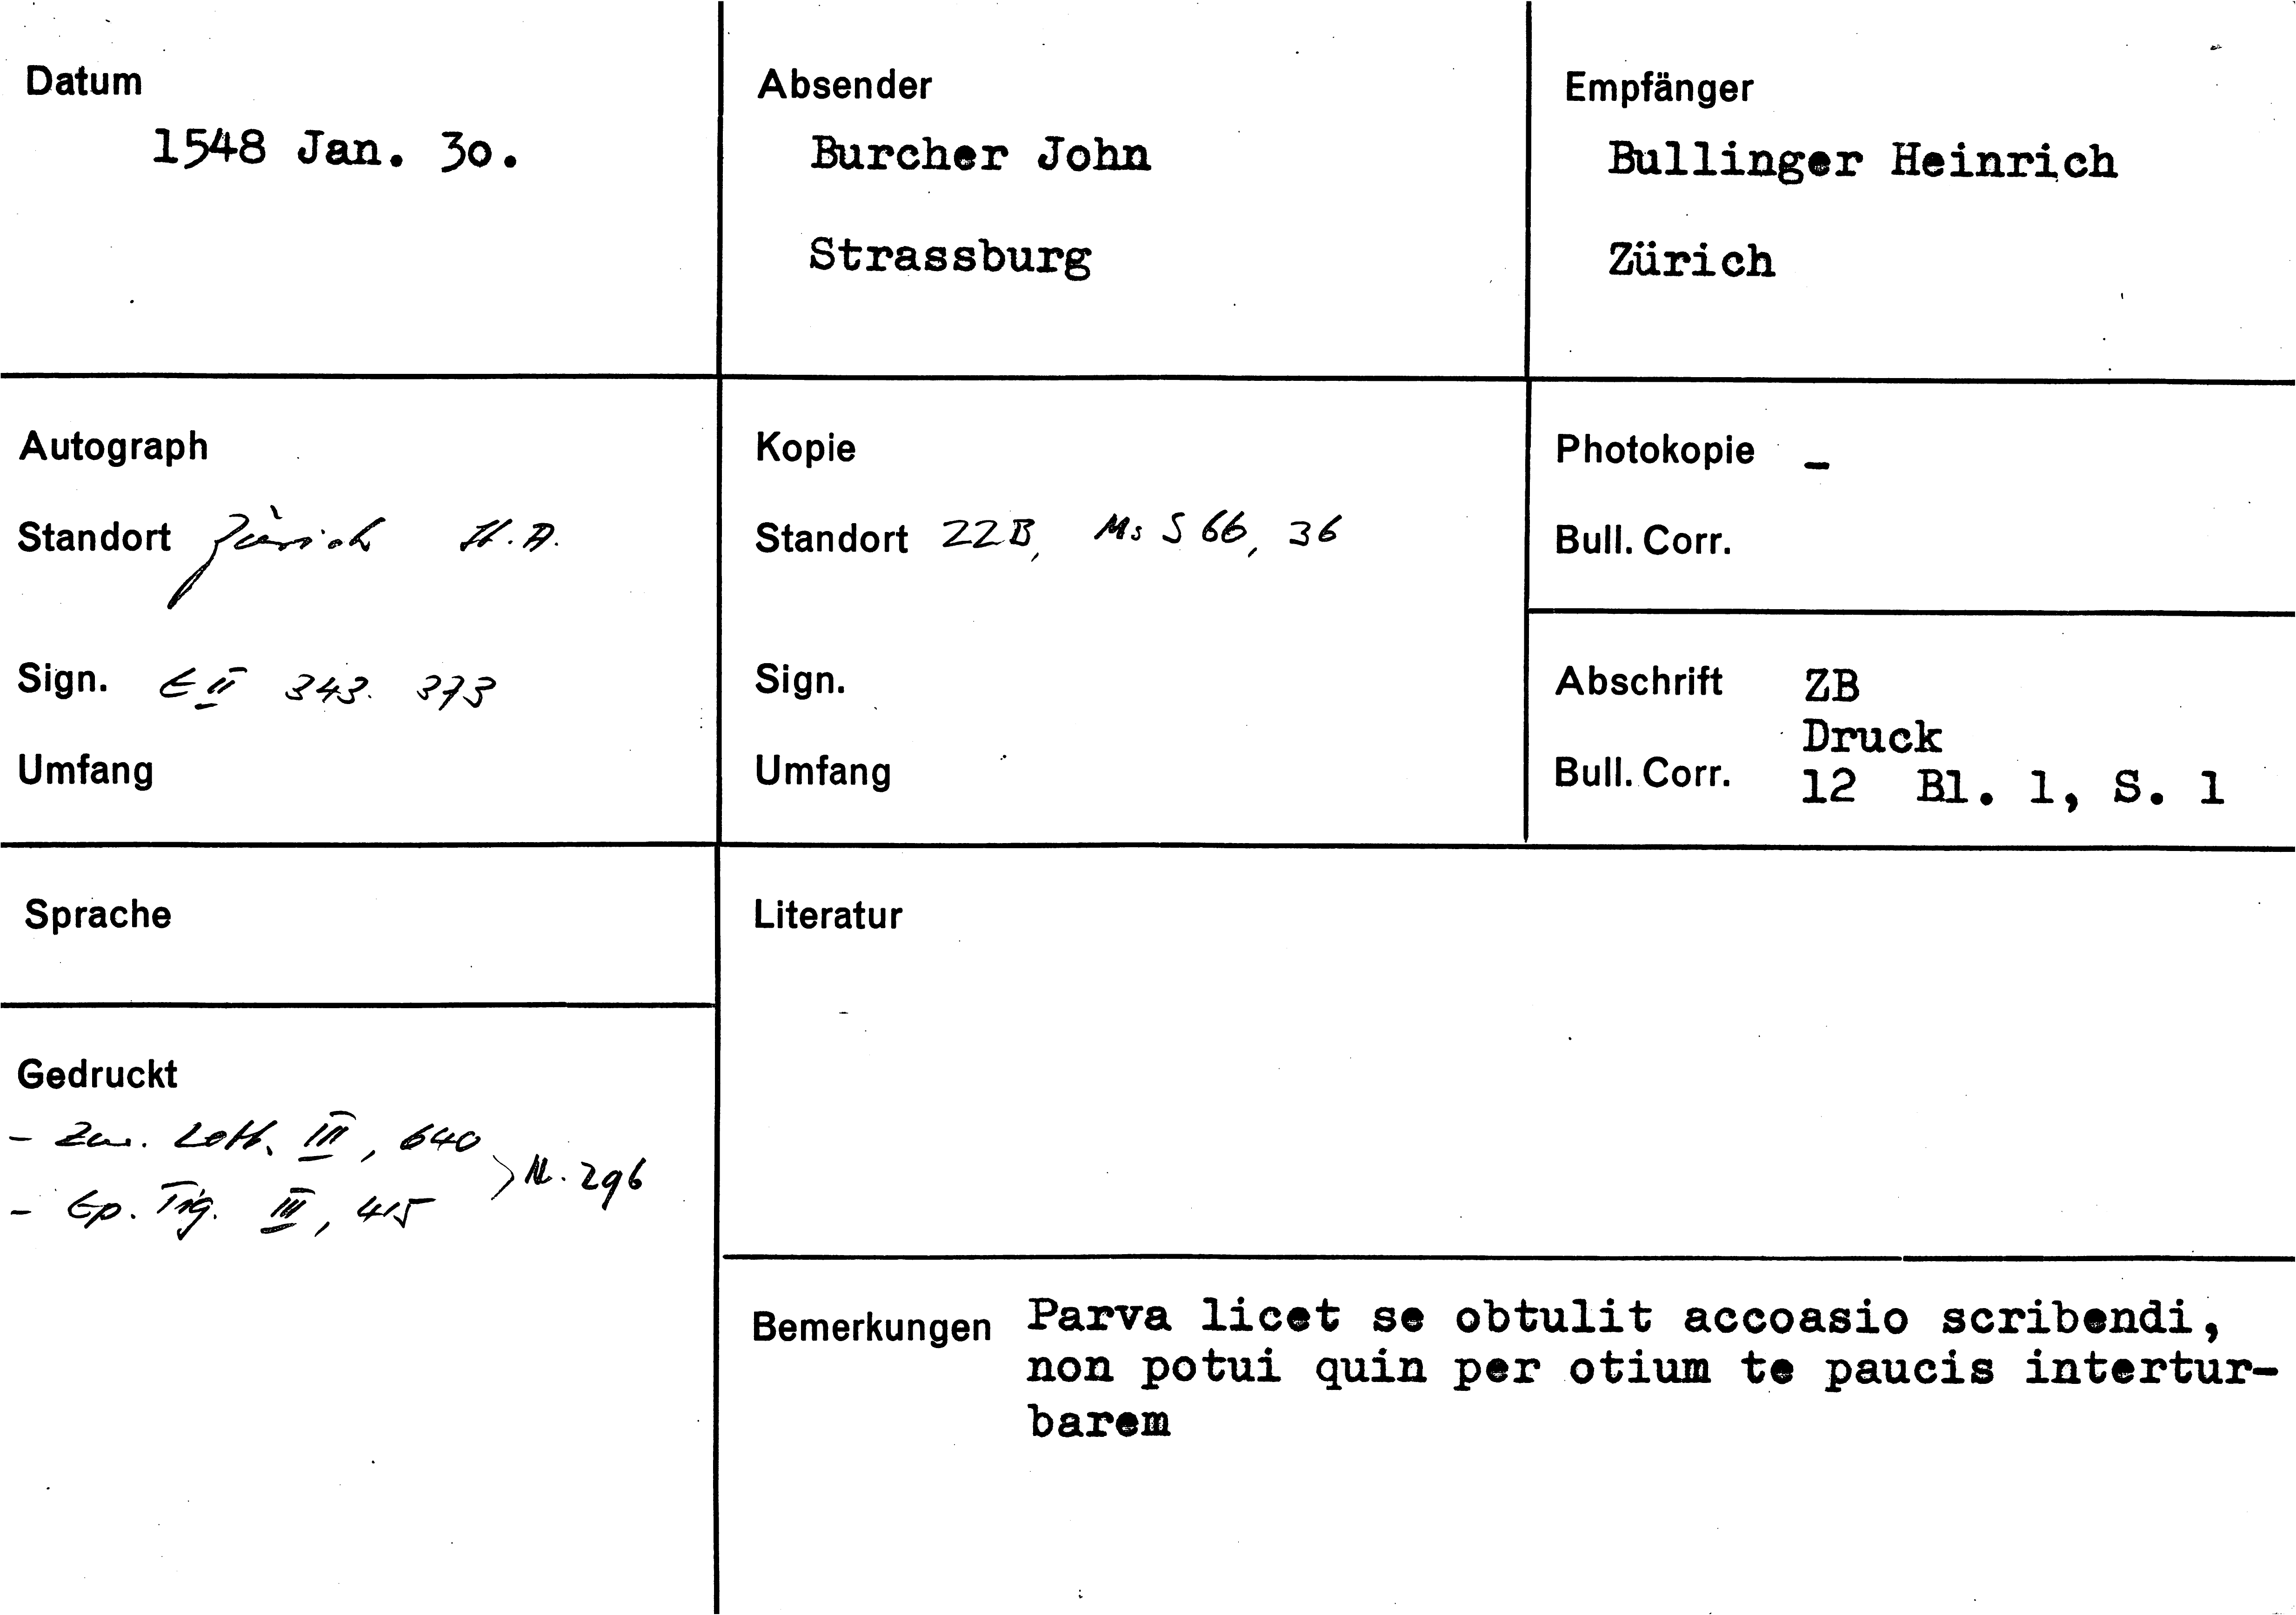 Datum
1548 Jan. 30.
Absender
Burcher John
Strassburg
Empfänger
Bullinger Heinrich
Zürich
Autograph
Standort Zürich St.A.
Sign. E II 343. 373
Umfang
Kopie
Standort ZZB, Ms S 66, 36
Sign.
Umfang
Photokopie –
Bull. Corr.
Abschrift ZB
Druck
Bull. Corr. 12 Bl. 1, S. 1
Sprache
Gedruckt
- Zur. Lett. III, 640
- Ep. Tig. III, 415
N. 296
Literatur
Bemerkungen Parva licet se obtulit accoasio scribendi,
non potui quin per otium te paucis intertur-
barem